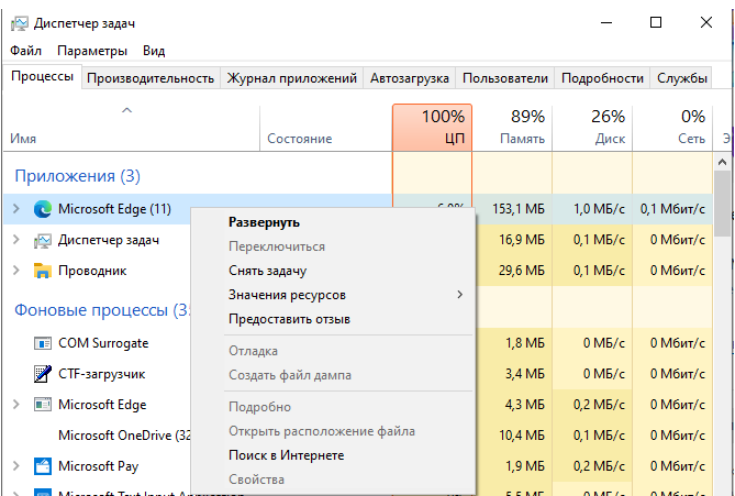 Диспетчер задач
Файл Параметры Вид
Процессы Производительность Журнал приложений Автозагрузка Пользователи Подробности Службы
100% 89% 26% 0%
Имя Состояние ЦП Память Диск Сеть
Приложения (3)
Microsoft Edge (11) 153,1 МБ 1,0 МБ/с 0,1 Мбит/с
Диспетчер задач 16,9 МБ 0,1 МБ/с 0 Мбит/с
Проводник 29,6 МБ 0,1 МБ/с 0 Мбит/с
Фоновые процессы
COM Surrogate 1,8 МБ 0 МБ/с 0 Мбит/с
CTF-загрузчик 3,4 МБ 0 МБ/с 0 Мбит/с
Microsoft Edge 4,3 МБ 0,2 МБ/с 0 Мбит/с
Microsoft OneDrive (32 10,4 МБ 0,1 МБ/с 0 Мбит/с
Microsoft Pay 1,9 МБ 0,2 МБ/с 0 Мбит/с
Развернуть
Переключиться
Снять задачу
Значения ресурсов
Предоставить отзыв
Отладка
Создать файл дампа
Подробно
Открыть расположение файла
Поиск в Интернете
Свойства